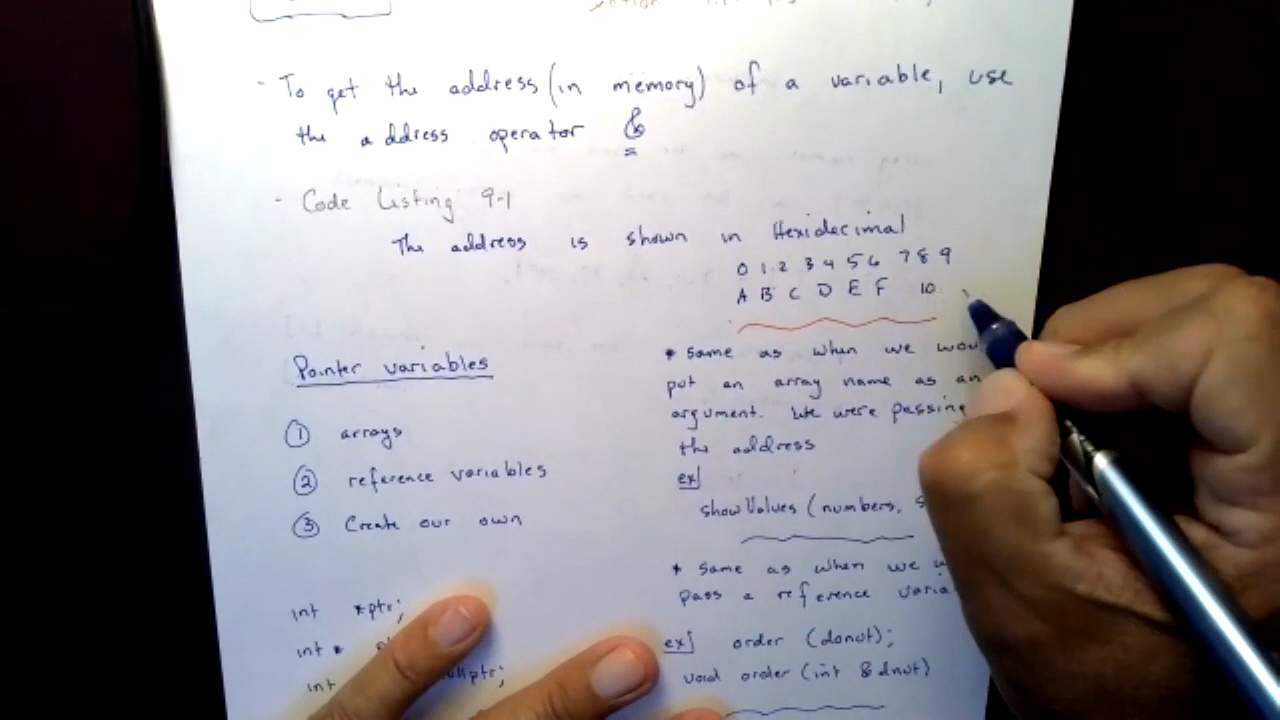 - To get the address (in memory) of a variable, use
the address operator &
- Code Listing 9-1
The address is shown in Hexidecimal
0 1 2 3 4 5 6 7 8 9
A B C D E F 10
Pointer variables
① arrays
② reference variables
③ Create our own
int *ptr;
int *
int
* Same as when we
put an array name as an
argument. We were passing
the address
ex]
showValues (numbers,
* Same as when we
pass a reference
ex] order (donut);
void order (int & dnut)